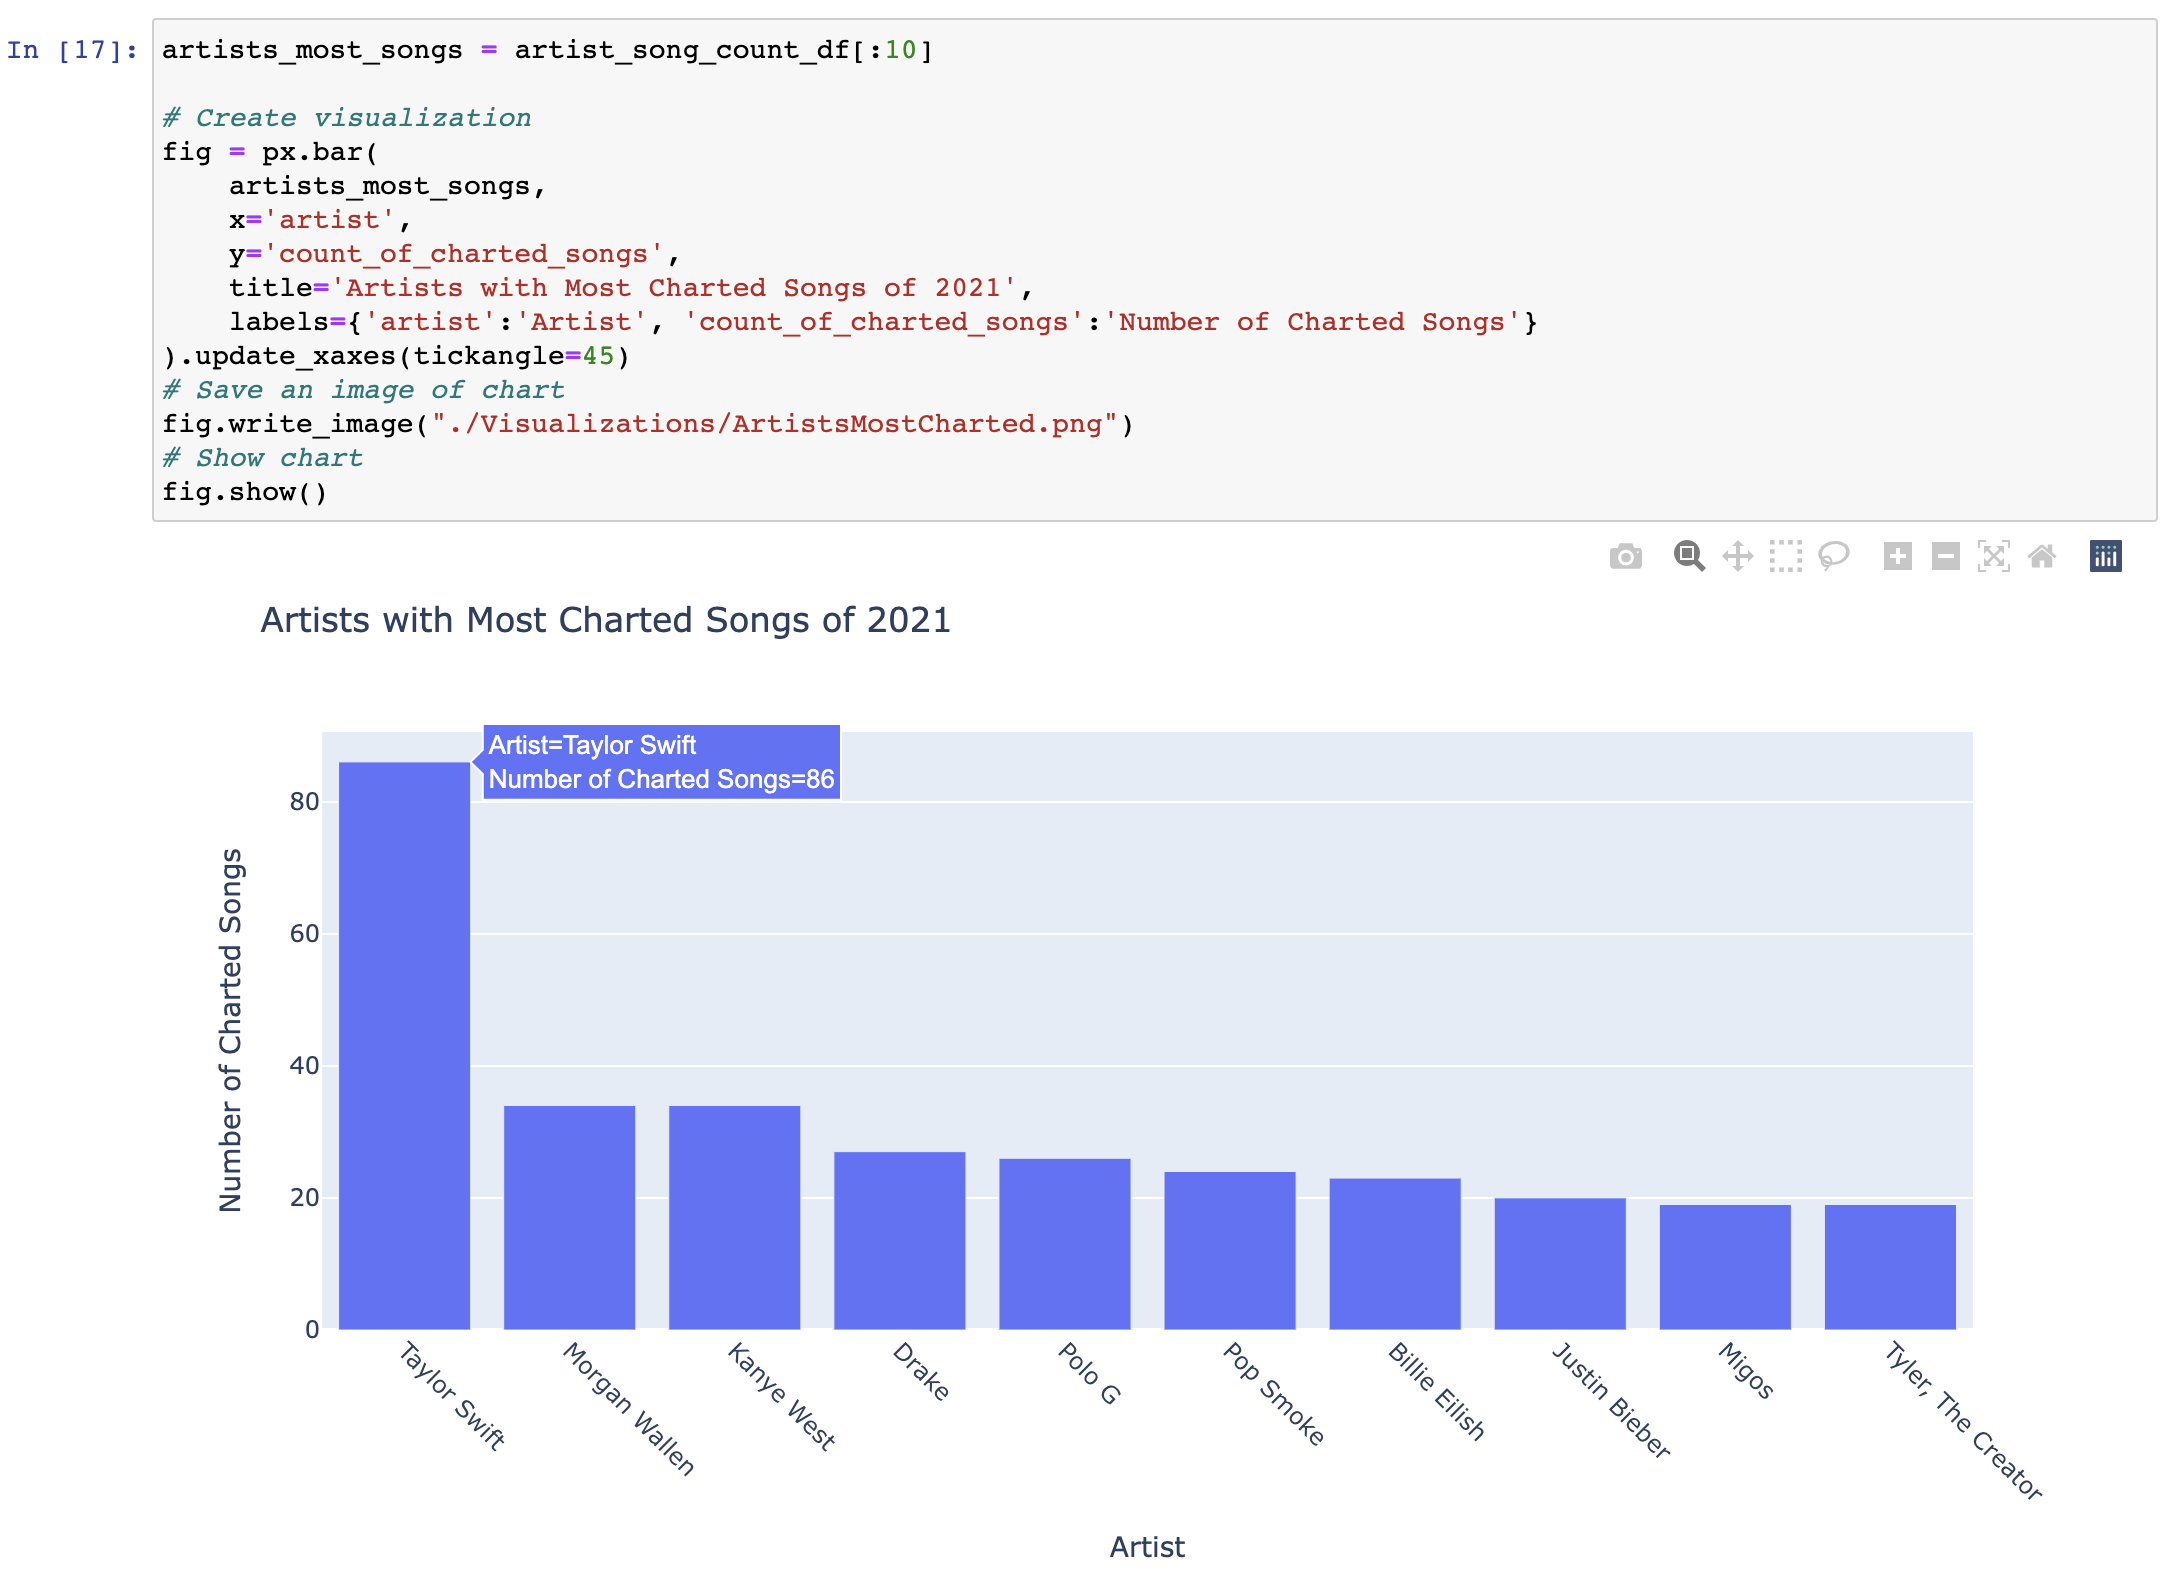 In [17]: artists_most_songs = artist_song_count_df[:10]
# Create visualization
fig = px.bar(
artists_most_songs,
x='artist',
y='count_of_charted_songs',
title='Artists with Most Charted Songs of 2021',
labels={'artist':'Artist', 'count_of_charted_songs':'Number of Charted Songs'}
).update_xaxes(tickangle=45)
# Save an image of chart
fig.write_image("./Visualizations/ArtistsMostCharted.png")
# Show chart
fig.show()
Artists with Most Charted Songs of 2021
Artist=Taylor Swift
Number of Charted Songs=86
Number of Charted Songs
80
60
40
20
0
Taylor Swift
Morgan Wallen
Kanye West
Drake
Polo G
Pop Smoke
Billie Eilish
Justin Bieber
Migos
Tyler, The Creator
Artist